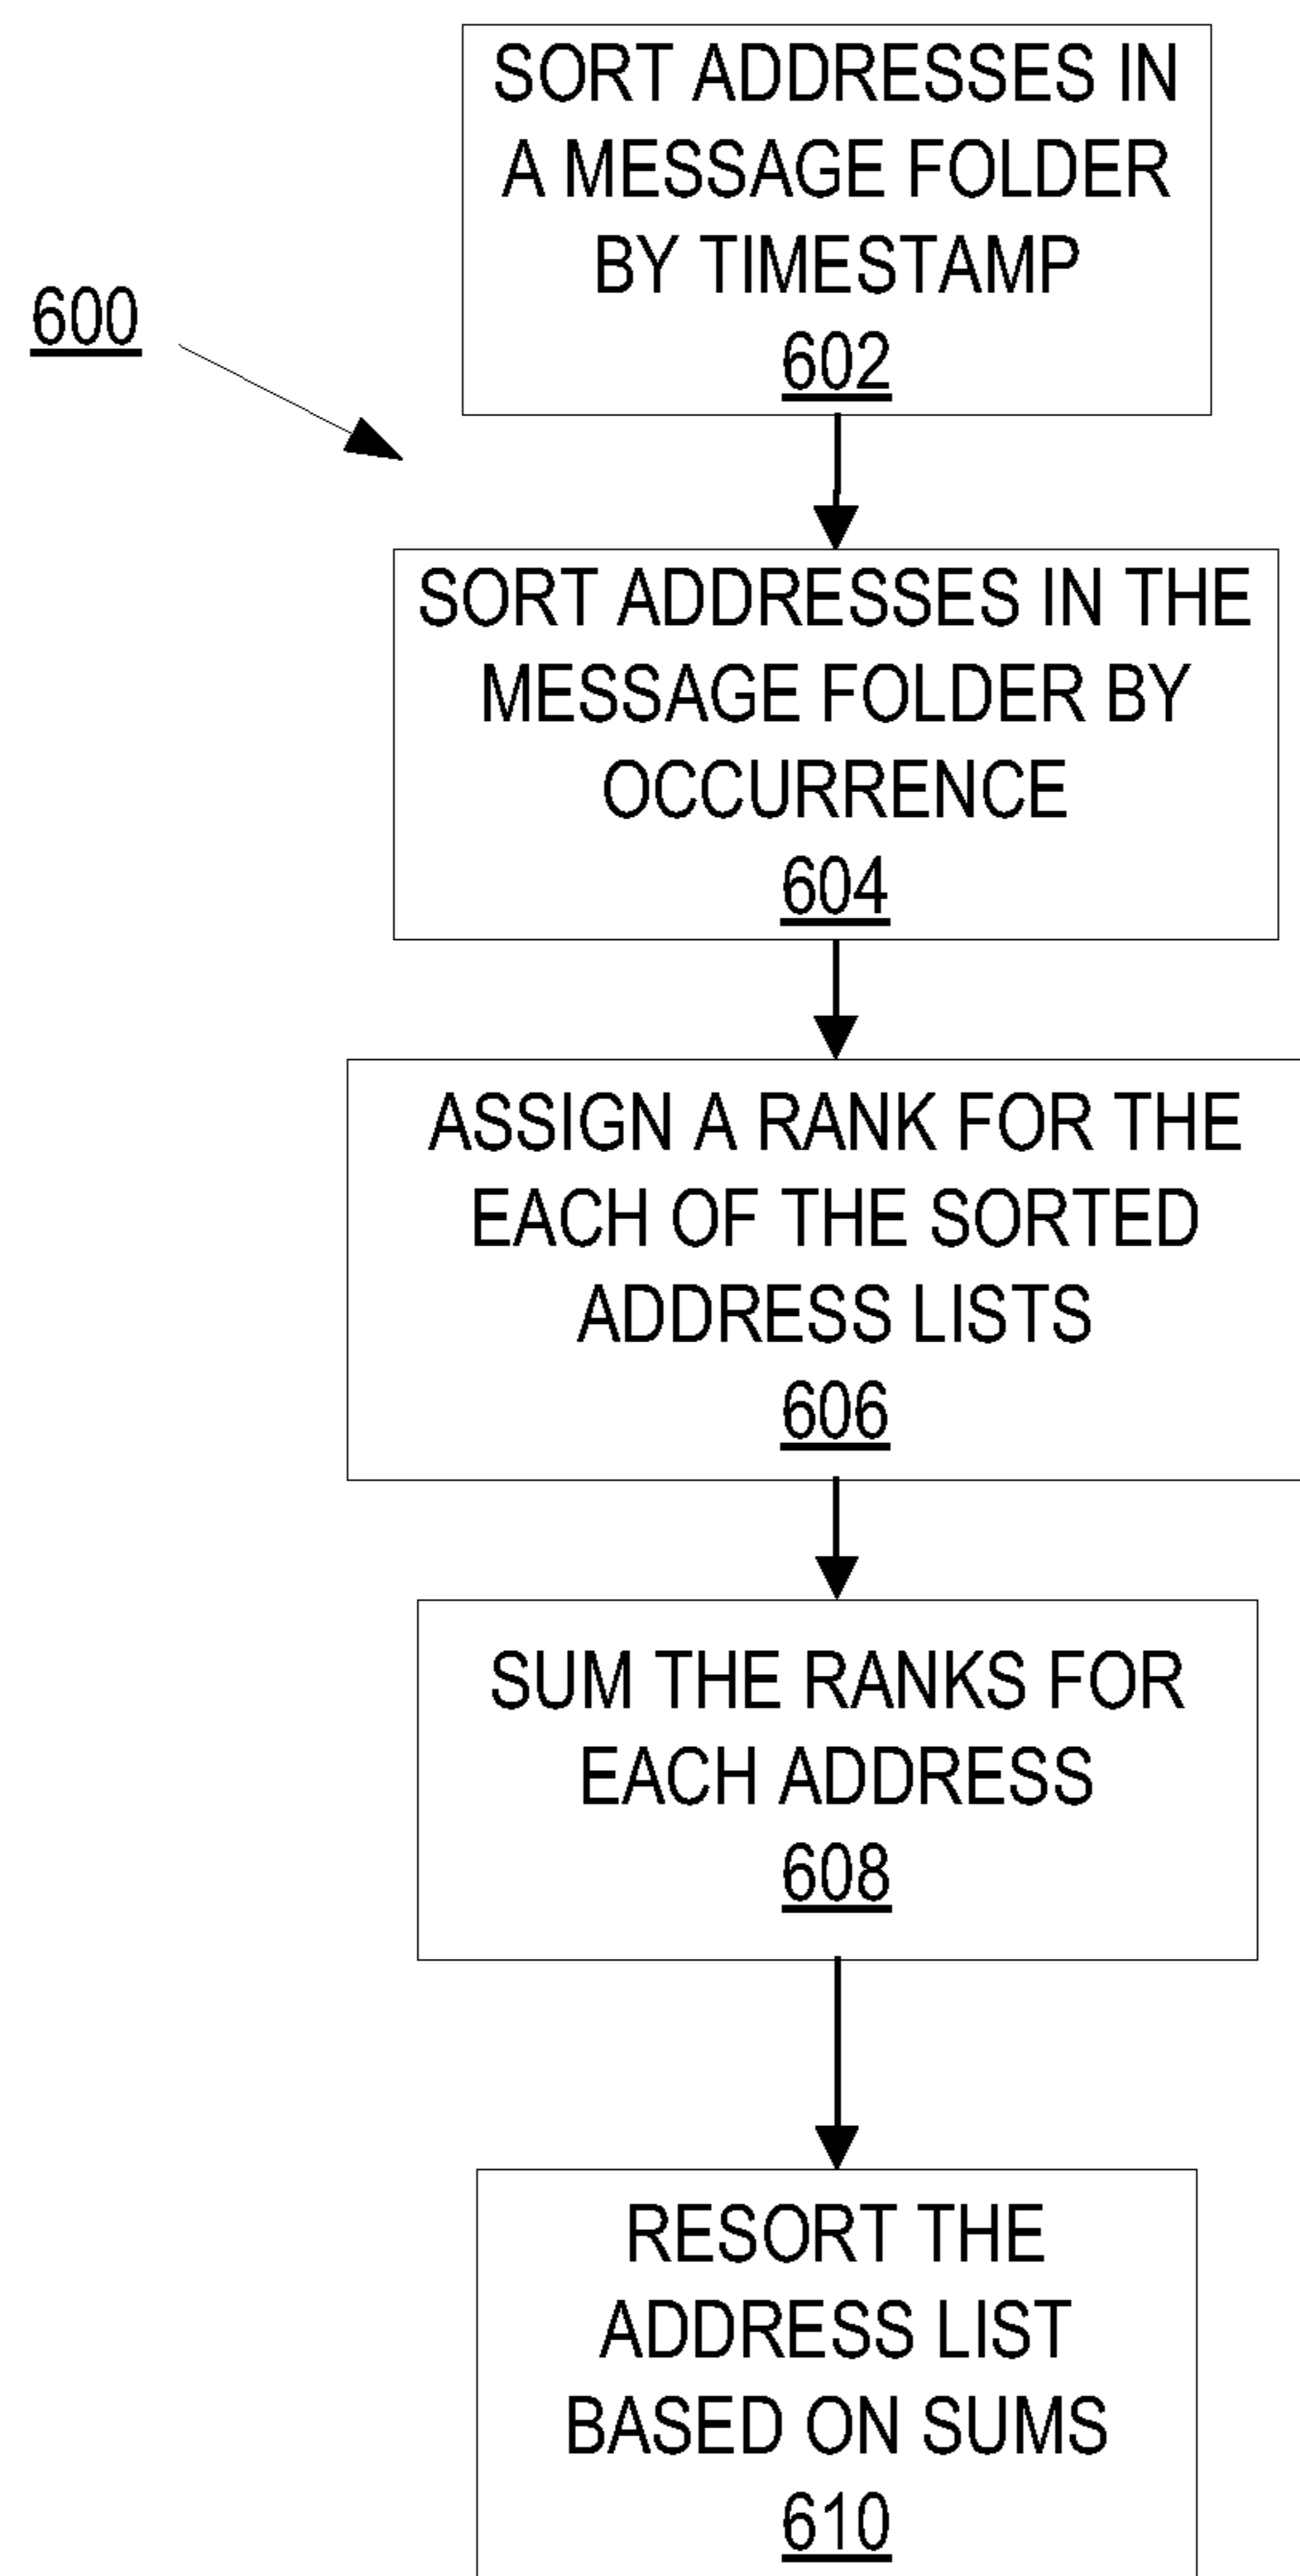 SORT ADDRESSES IN
A MESSAGE FOLDER
BY TIMESTAMP
602
600
SORT ADDRESSES IN THE
MESSAGE FOLDER BY
OCCURRENCE
604
ASSIGN A RANK FOR THE
EACH OF THE SORTED
ADDRESS LISTS
606
SUM THE RANKS FOR
EACH ADDRESS
608
RESORT THE
ADDRESS LIST
BASED ON SUMS
610